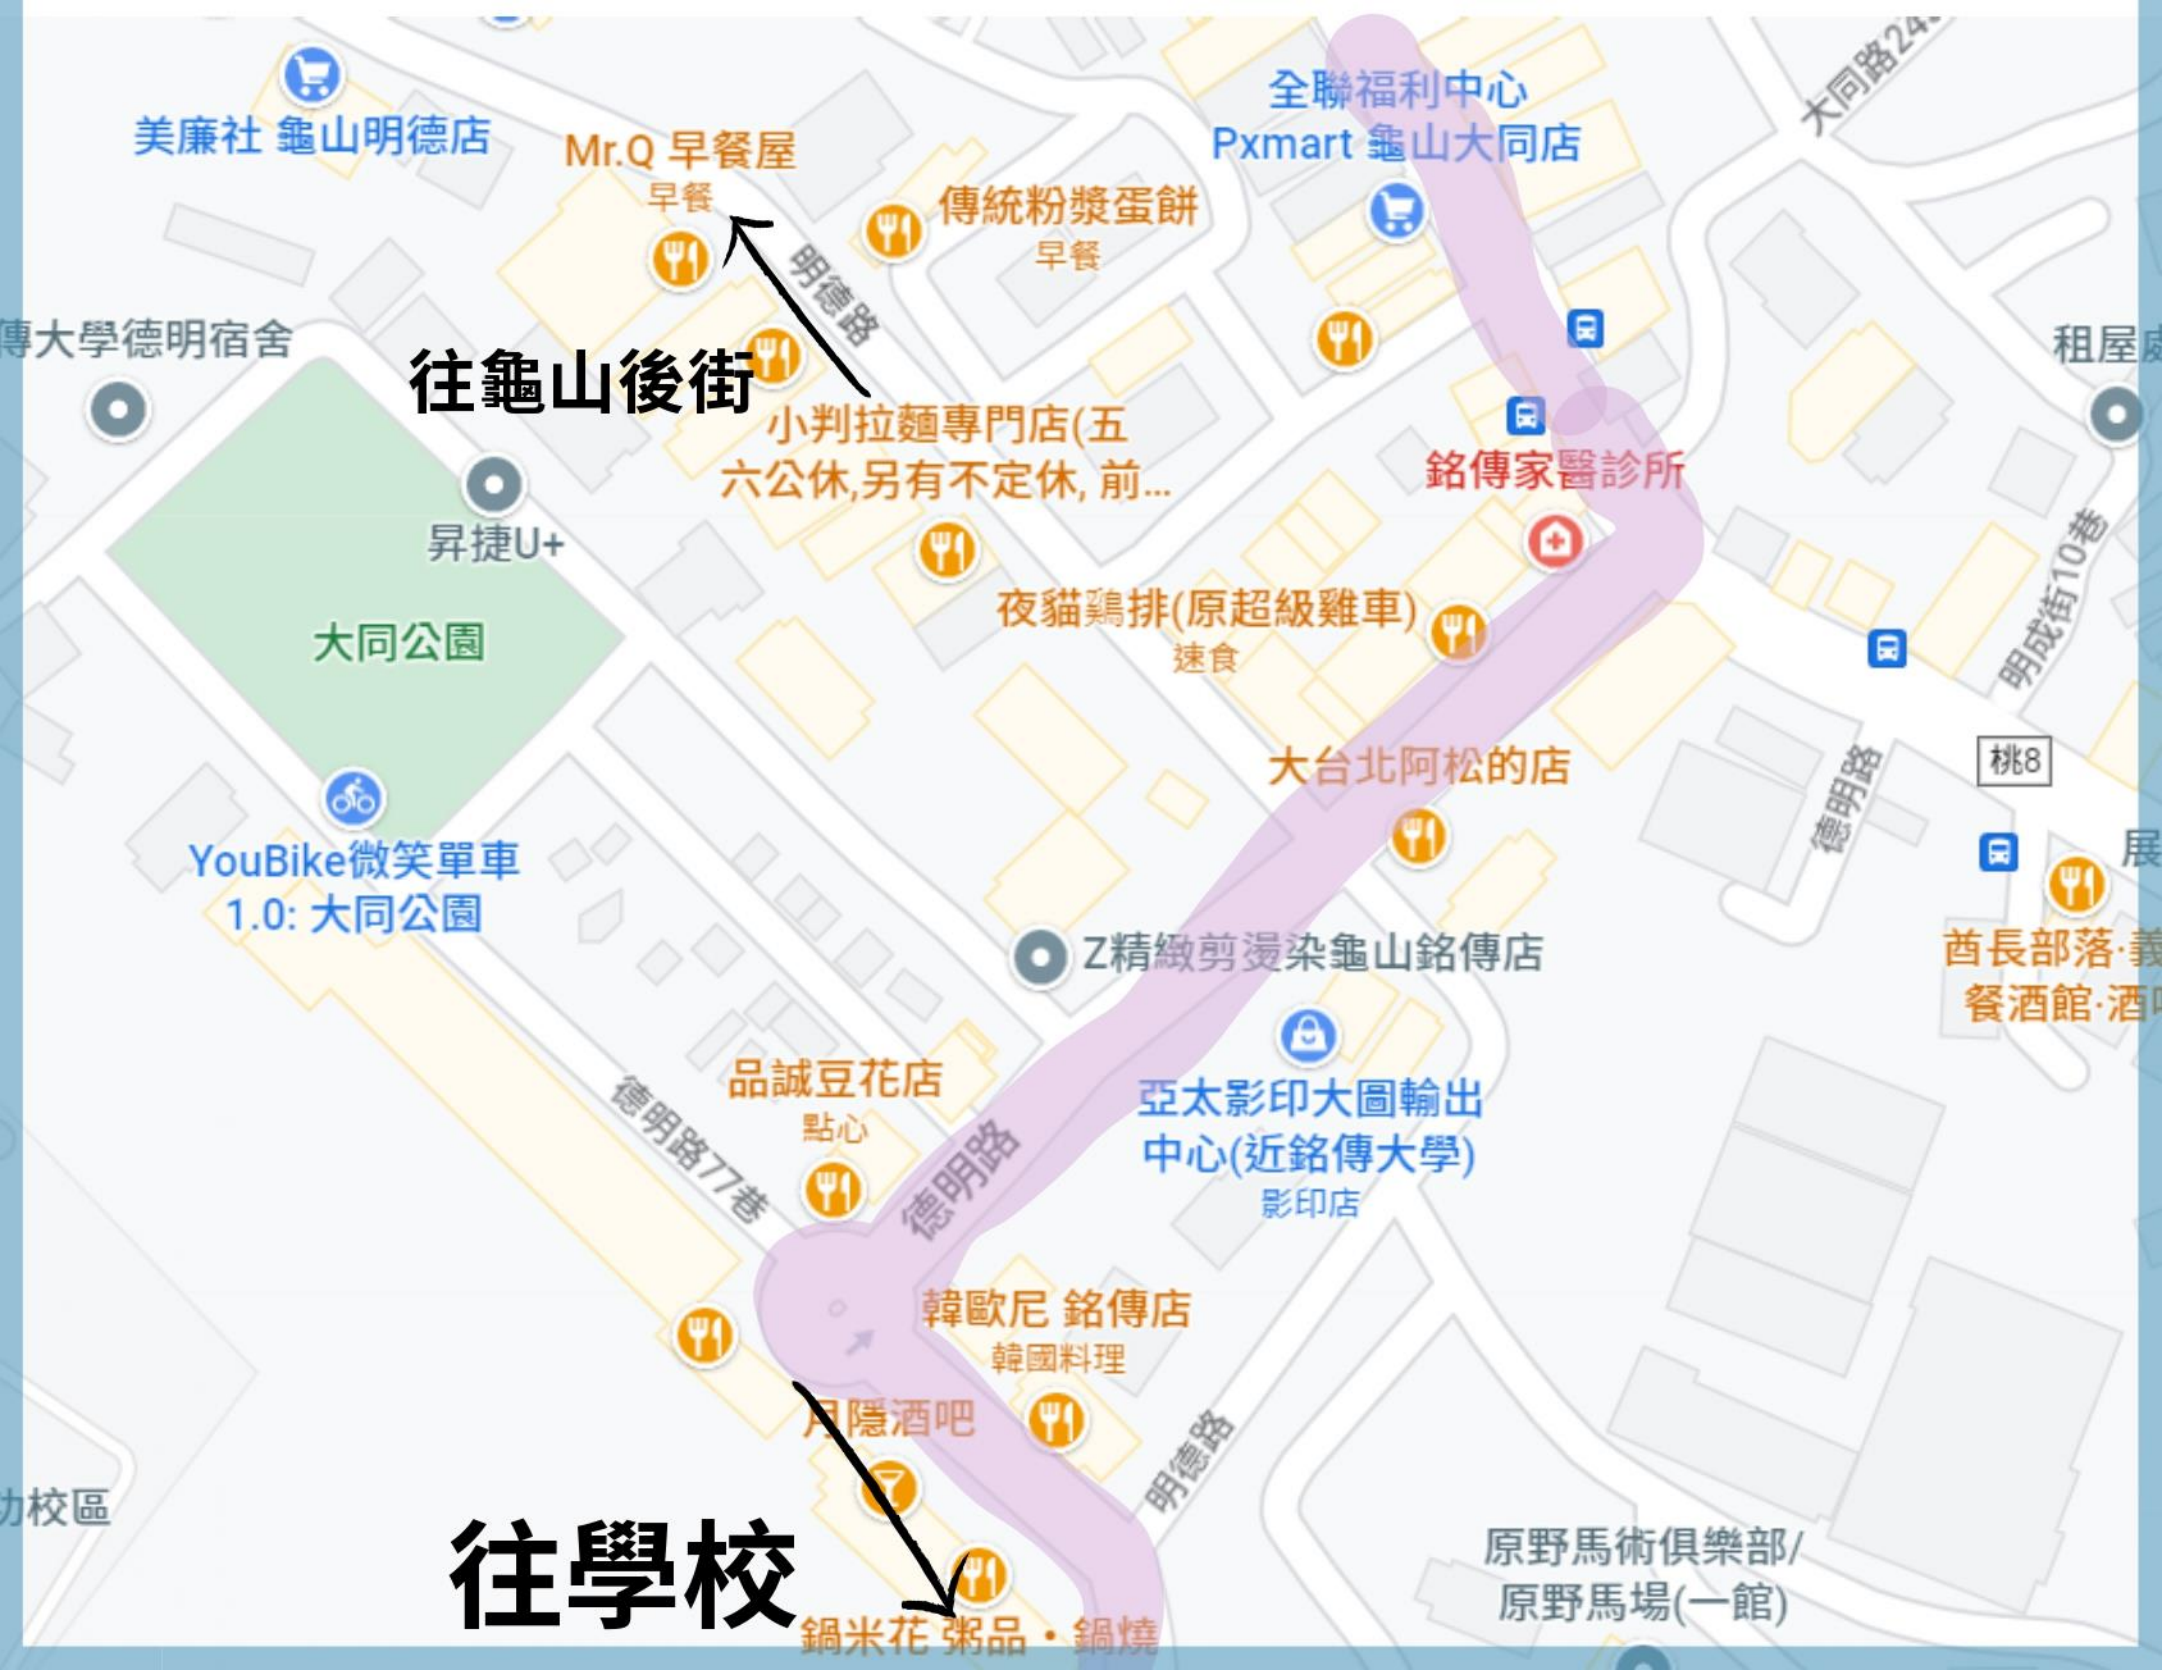 大同路24
全聯福利中心
Pxmart 龜山大同店
美廉社 龜山明德店
Mr.Q 早餐屋
早餐
傳統粉漿蛋餅
早餐
明德路
傳大學德明宿舍
租屋處
往龜山後街
小判拉麵專門店(五
六公休,另有不定休, 前...
銘傳家醫診所
昇捷U+
大同公園
夜貓鷄排(原超級雞車)
速食
明成街10巷
大台北阿松的店
桃8
德明路
YouBike微笑單車
1.0: 大同公園
展
Z精緻剪燙染龜山銘傳店
酋長部落·義
餐酒館·酒吧
品誠豆花店
點心
德明路77巷
德明路
亞太影印大圖輸出
中心(近銘傳大學)
影印店
韓歐尼 銘傳店
韓國料理
月隱酒吧
明德路
功校區
往學校
原野馬術俱樂部/
原野馬場(一館)
鍋米花 粥品・鍋燒